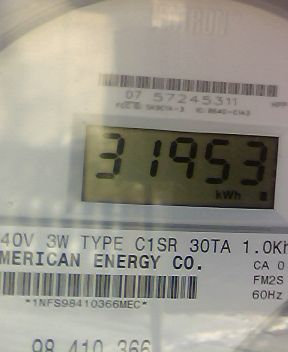 07 57245311
31953
kWh
40V 3W TYPE C1SR 30TA 1.0Kh
MERICAN ENERGY CO.
CA 0
FM2S
60Hz
*1NFS98410366MEC*
98 410 366